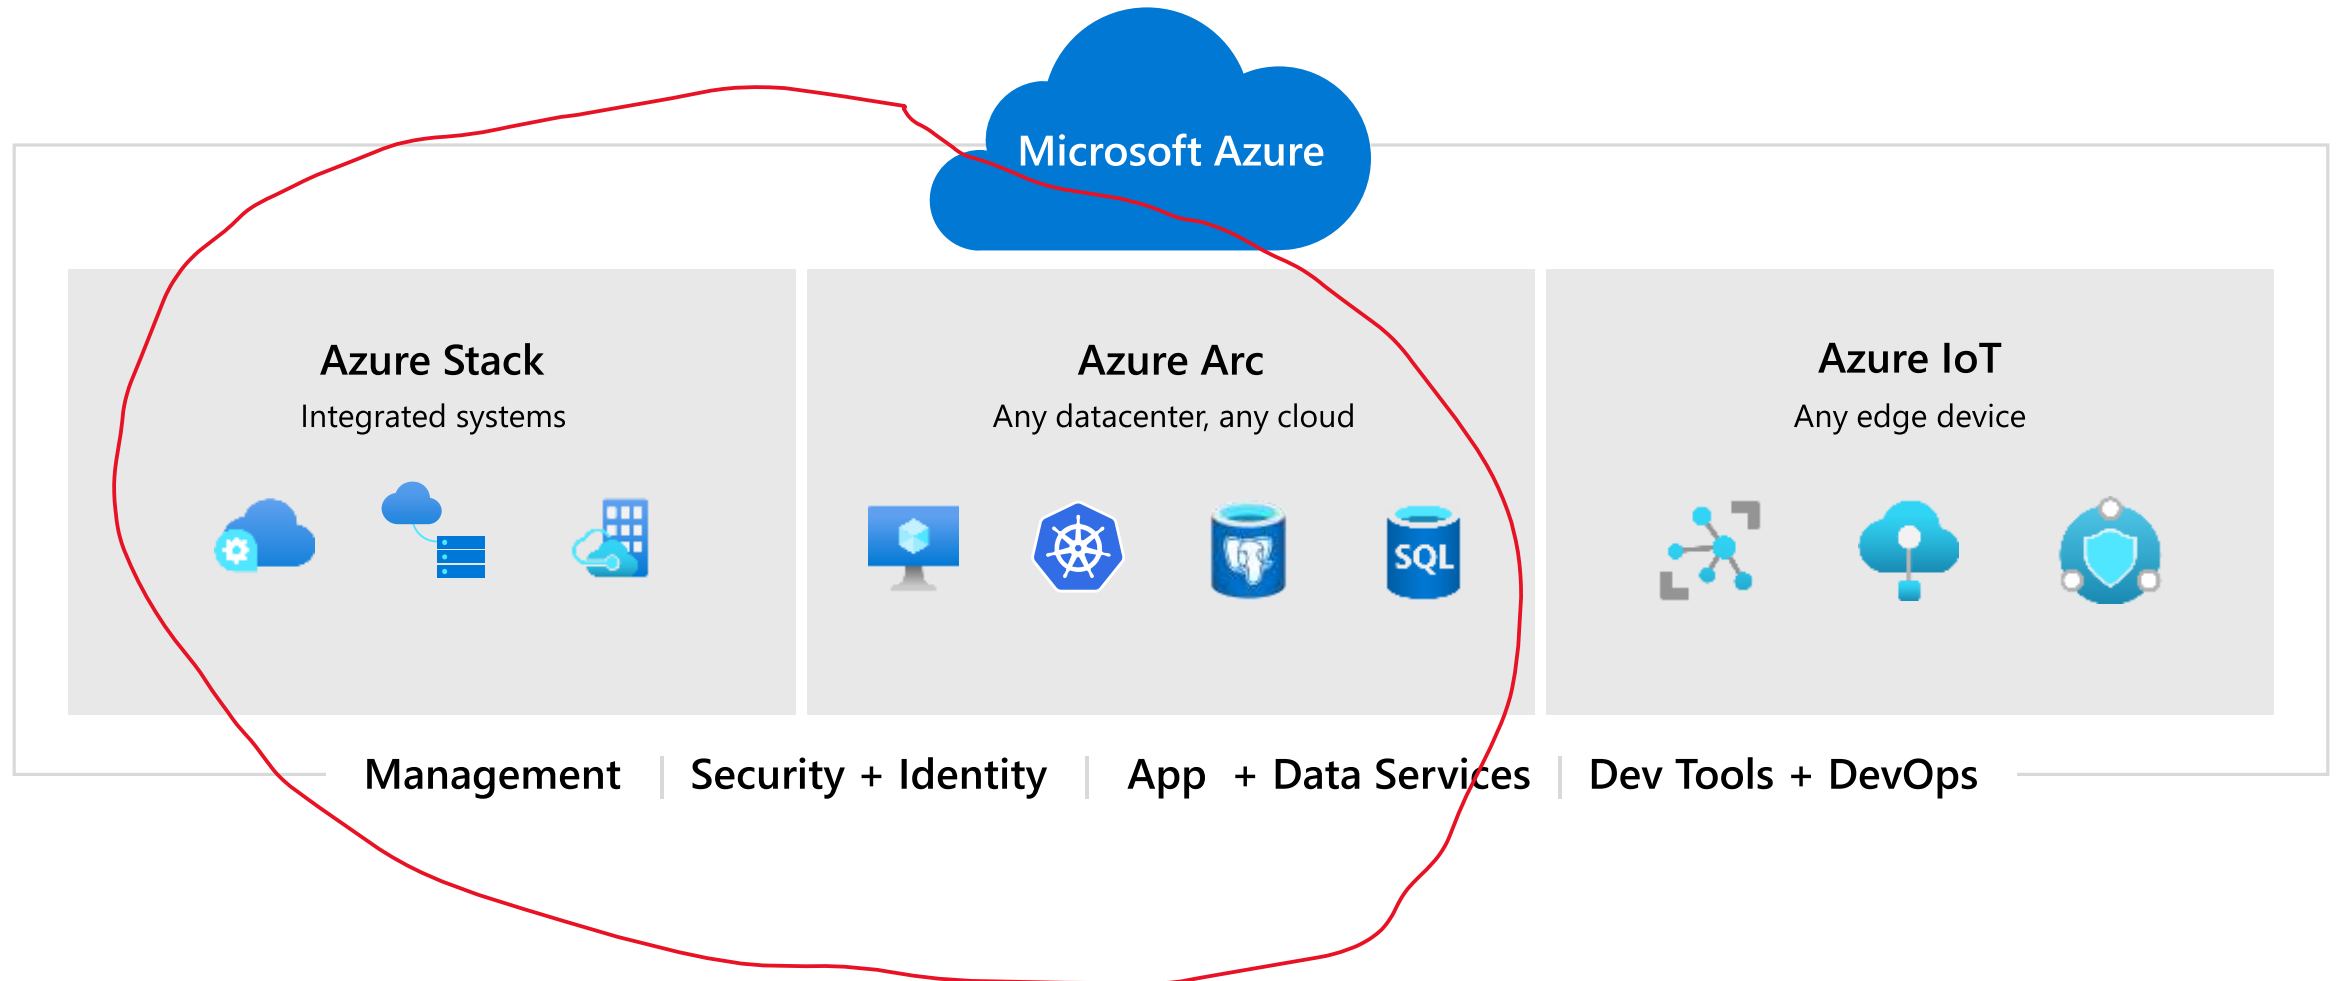 Microsoft Azure
Azure Stack
Integrated systems
Azure Arc
Any datacenter, any cloud
SQL
Azure IoT
Any edge device
Management | Security + Identity | App + Data Services | Dev Tools + DevOps